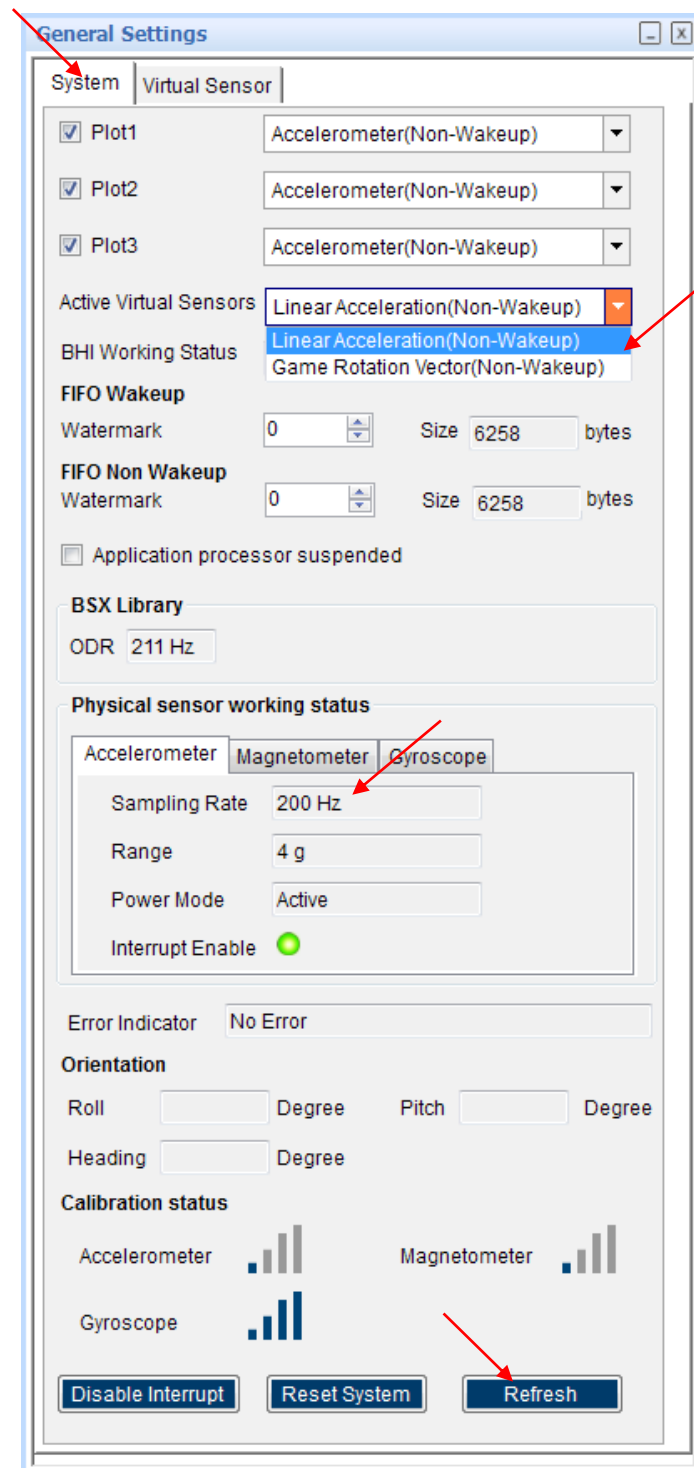 General Settings
System Virtual Sensor
Plot1 Accelerometer(Non-Wakeup)
Plot2 Accelerometer(Non-Wakeup)
Plot3 Accelerometer(Non-Wakeup)
Active Virtual Sensors Linear Acceleration(Non-Wakeup)
Linear Acceleration(Non-Wakeup)
BHI Working Status
Game Rotation Vector(Non-Wakeup)
FIFO Wakeup
Watermark 0 Size 6258 bytes
FIFO Non Wakeup
Watermark 0 Size 6258 bytes
Application processor suspended
BSX Library
ODR 211 Hz
Physical sensor working status
Accelerometer Magnetometer Gyroscope
Sampling Rate 200 Hz
Range 4 g
Power Mode Active
Interrupt Enable
Error Indicator No Error
Orientation
Roll Degree Pitch Degree
Heading Degree
Calibration status
Accelerometer Magnetometer
Gyroscope
Disable Interrupt Reset System Refresh